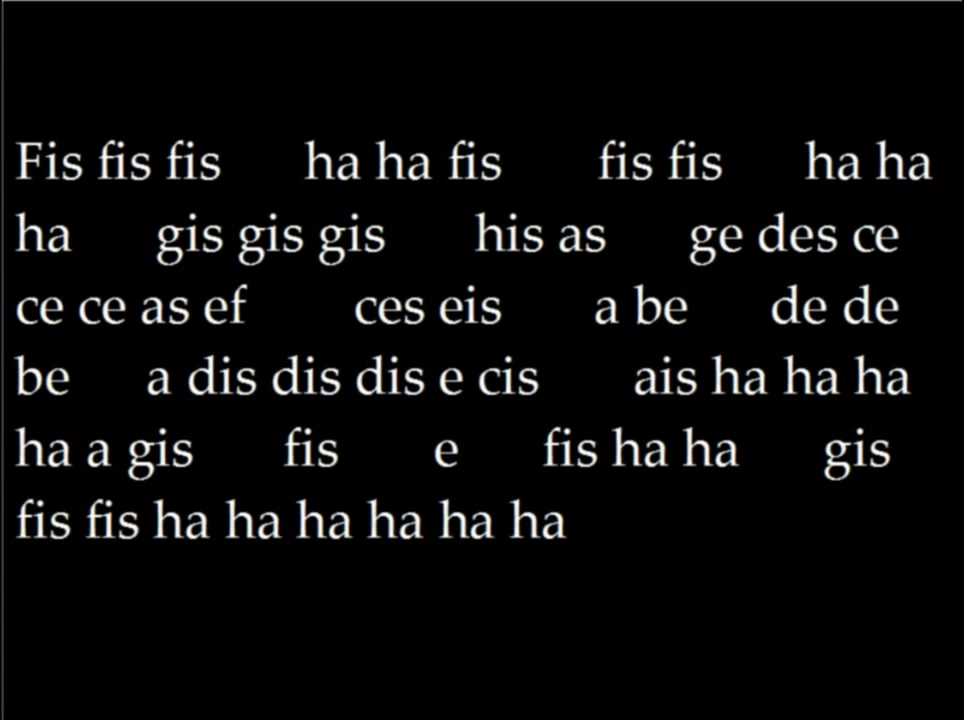 Fis fis fis ha ha fis fis fis ha ha
ha gis gis gis his as ge des ce
ce ce as ef ces eis a be de de
be a dis dis dis e cis ais ha ha ha
ha a gis fis e fis ha ha gis
fis fis ha ha ha ha ha ha